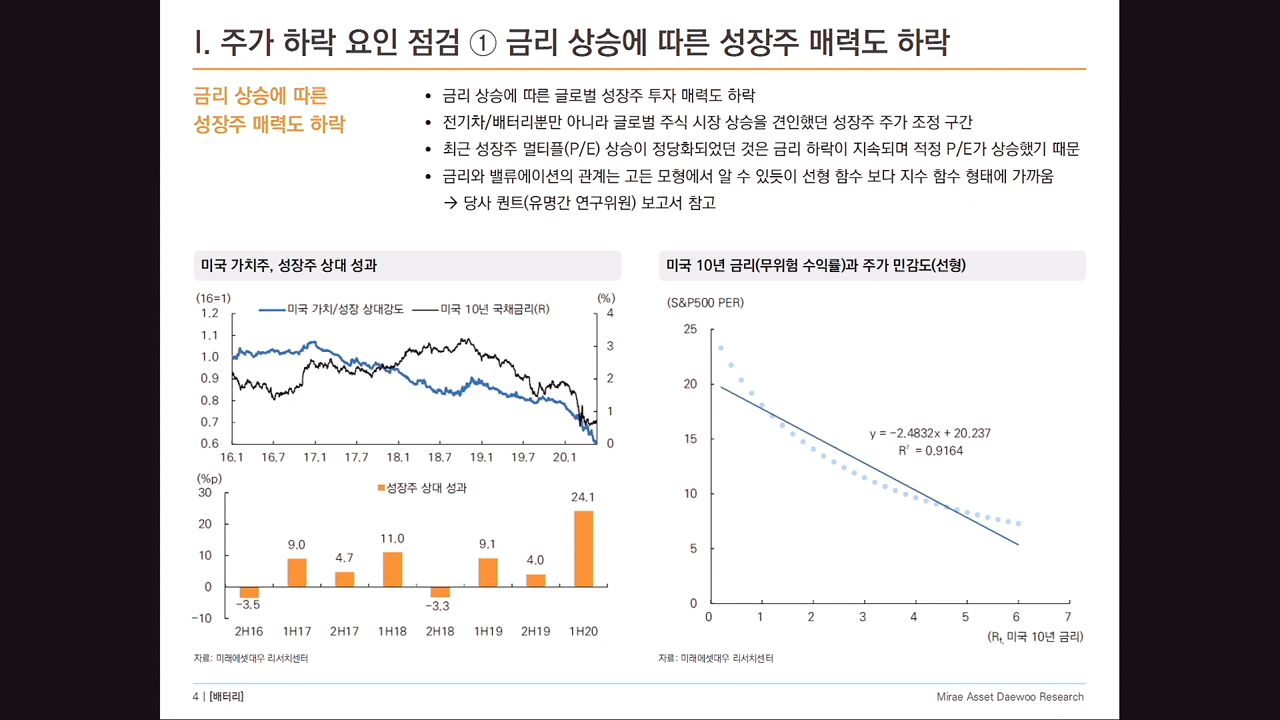 I. 주가 하락 요인 점검 ① 금리 상승에 따른 성장주 매력도 하락
금리 상승에 따른
성장주 매력도 하락
• 금리 상승에 따른 글로벌 성장주 투자 매력도 하락
• 전기차/배터리뿐만 아니라 글로벌 주식 시장 상승을 견인했던 성장주 주가 조정 구간
• 최근 성장주 멀티플(P/E) 상승이 정당화되었던 것은 금리 하락이 지속되며 적정 P/E가 상승했기 때문
• 금리와 밸류에이션의 관계는 고든 모형에서 알 수 있듯이 선형 함수 보다 지수 함수 형태에 가까움
→ 당사 퀀트(유명간 연구위원) 보고서 참고
미국 가치주, 성장주 상대 성과
(16=1)
(%)
미국 가치/성장 상대강도
미국 10년 국채금리(R)
1.2
1.1
1.0
0.9
0.8
0.7
0.6
4
3
2
1
0
16.1 16.7 17.1 17.7 18.1 18.7 19.1 19.7 20.1
(%p)
성장주 상대 성과
30
20
10
0
−10
−3.5
9.0
4.7
11.0
−3.3
9.1
4.0
24.1
2H16 1H17 2H17 1H18 2H18 1H19 2H19 1H20
자료: 미래에셋대우 리서치센터
미국 10년 금리(무위험 수익률)과 주가 민감도(선형)
(S&P500 PER)
25
20
15
10
5
0
y = −2.4832x + 20.237
R² = 0.9164
0 1 2 3 4 5 6 7
(Rf, 미국 10년 금리)
자료: 미래에셋대우 리서치센터
4 | [배터리]
Mirae Asset Daewoo Research